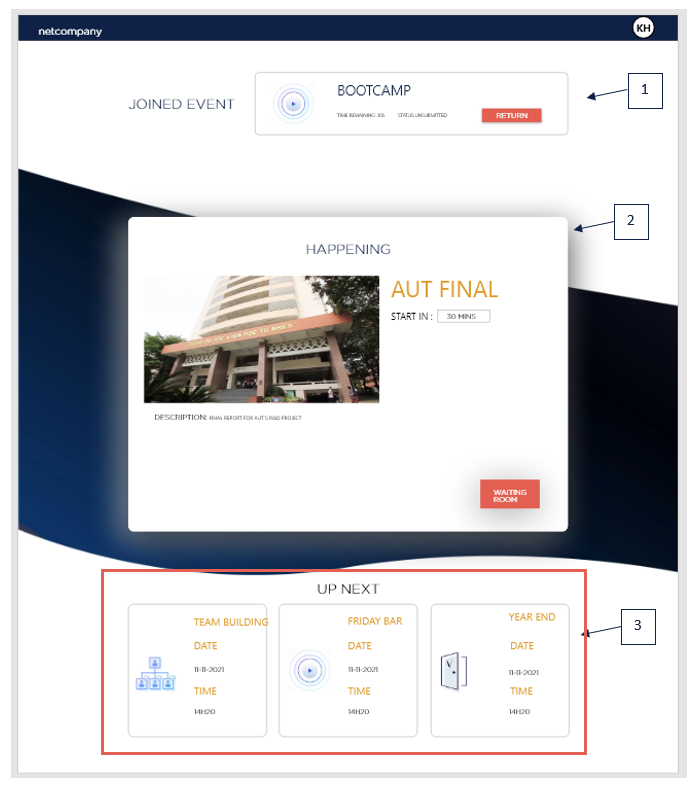 netcompany
KH
JOINED EVENT
BOOTCAMP
TIME REMAINING: 30S STATUS: UNSUBMITTED
RETURN
1
2
HAPPENING
AUT FINAL
START IN : 30 MINS
DESCRIPTION: FINAL REPORT FOR AUT'S R&D PROJECT
WAITING
ROOM
3
UP NEXT
TEAM BUILDING
DATE
11-11-2021
TIME
14H20
FRIDAY BAR
DATE
11-11-2021
TIME
14H20
YEAR END
DATE
11-11-2021
TIME
14H20